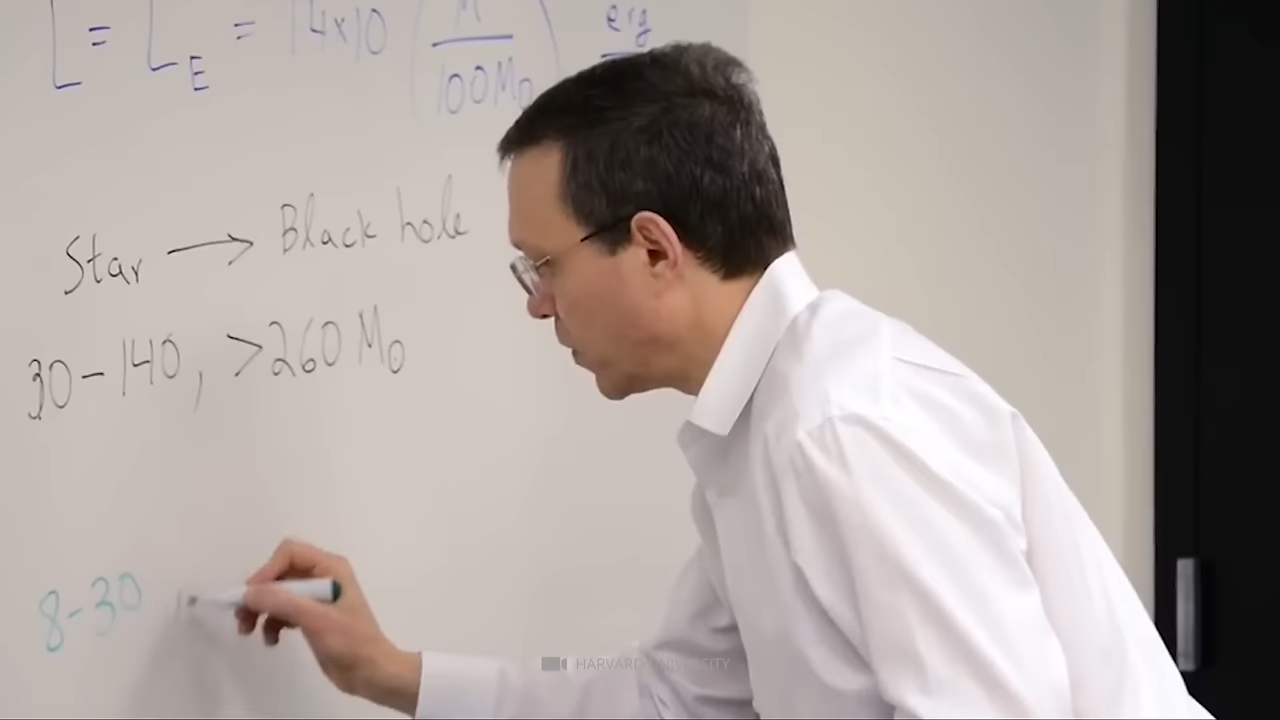 L = L_E = 1.4×10 (M/100M⊙) erg
Star → Black hole
30-140, >260 M⊙
8-30
HARVARD UNIVERSITY